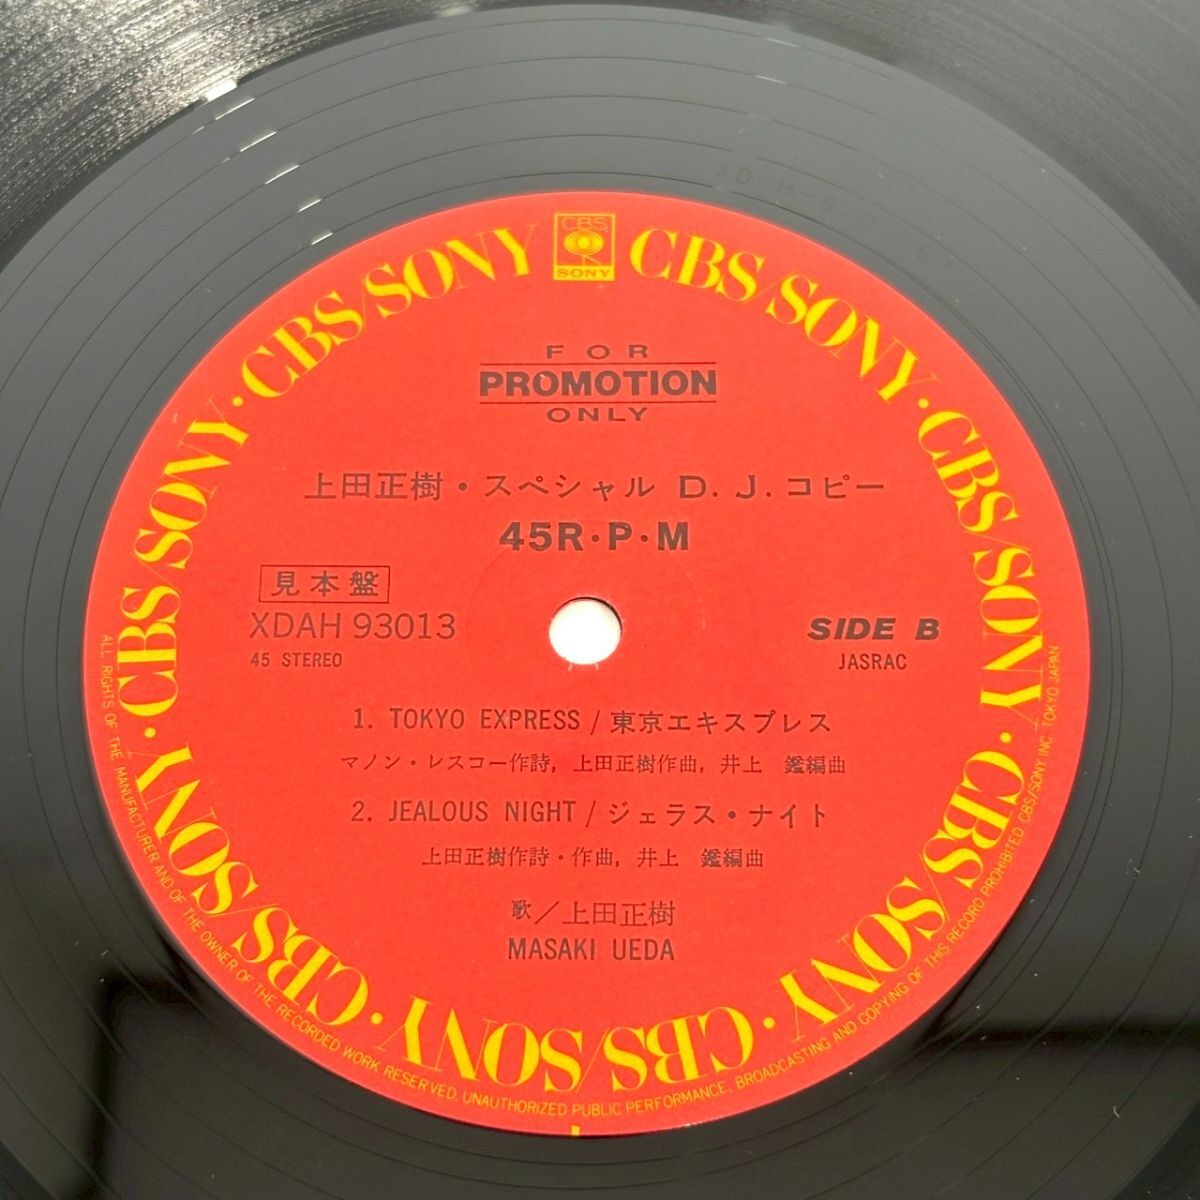 CBS/SONY · CBS/SONY · CBS/SONY · CBS/SONY · CBS/SONY · CBS/SONY · CBS/SONY · CBS/SONY · CBS/SONY · CBS/SONY
CBS
SONY
FOR
PROMOTION
ONLY
上田正樹・スペシャル D.J.コピー
45R・P・M
見本盤
XDAH 93013
45 STEREO
SIDE B
JASRAC
1. TOKYO EXPRESS / 東京エキスプレス
マノン・レスコー作詩, 上田正樹作曲, 井上 鑑編曲
2. JEALOUS NIGHT / ジェラス・ナイト
上田正樹作詩・作曲, 井上 鑑編曲
歌／上田正樹
MASAKI UEDA
ALL RIGHTS OF THE MANUFACTURER AND OF THE OWNER OF THE RECORDED WORK RESERVED. UNAUTHORIZED PUBLIC PERFORMANCE, BROADCASTING AND COPYING OF THIS RECORD PROHIBITED. CBS/SONY INC. TOKYO JAPAN